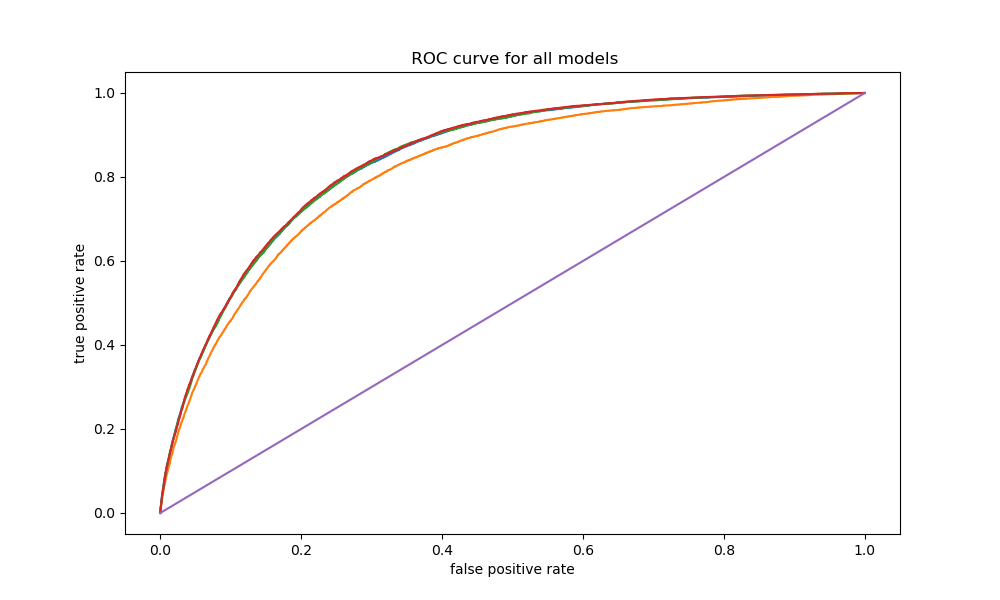 ROC curve for all models
1.0
0.8
0.6
0.4
0.2
0.0
true positive rate
0.0 0.2 0.4 0.6 0.8 1.0
false positive rate